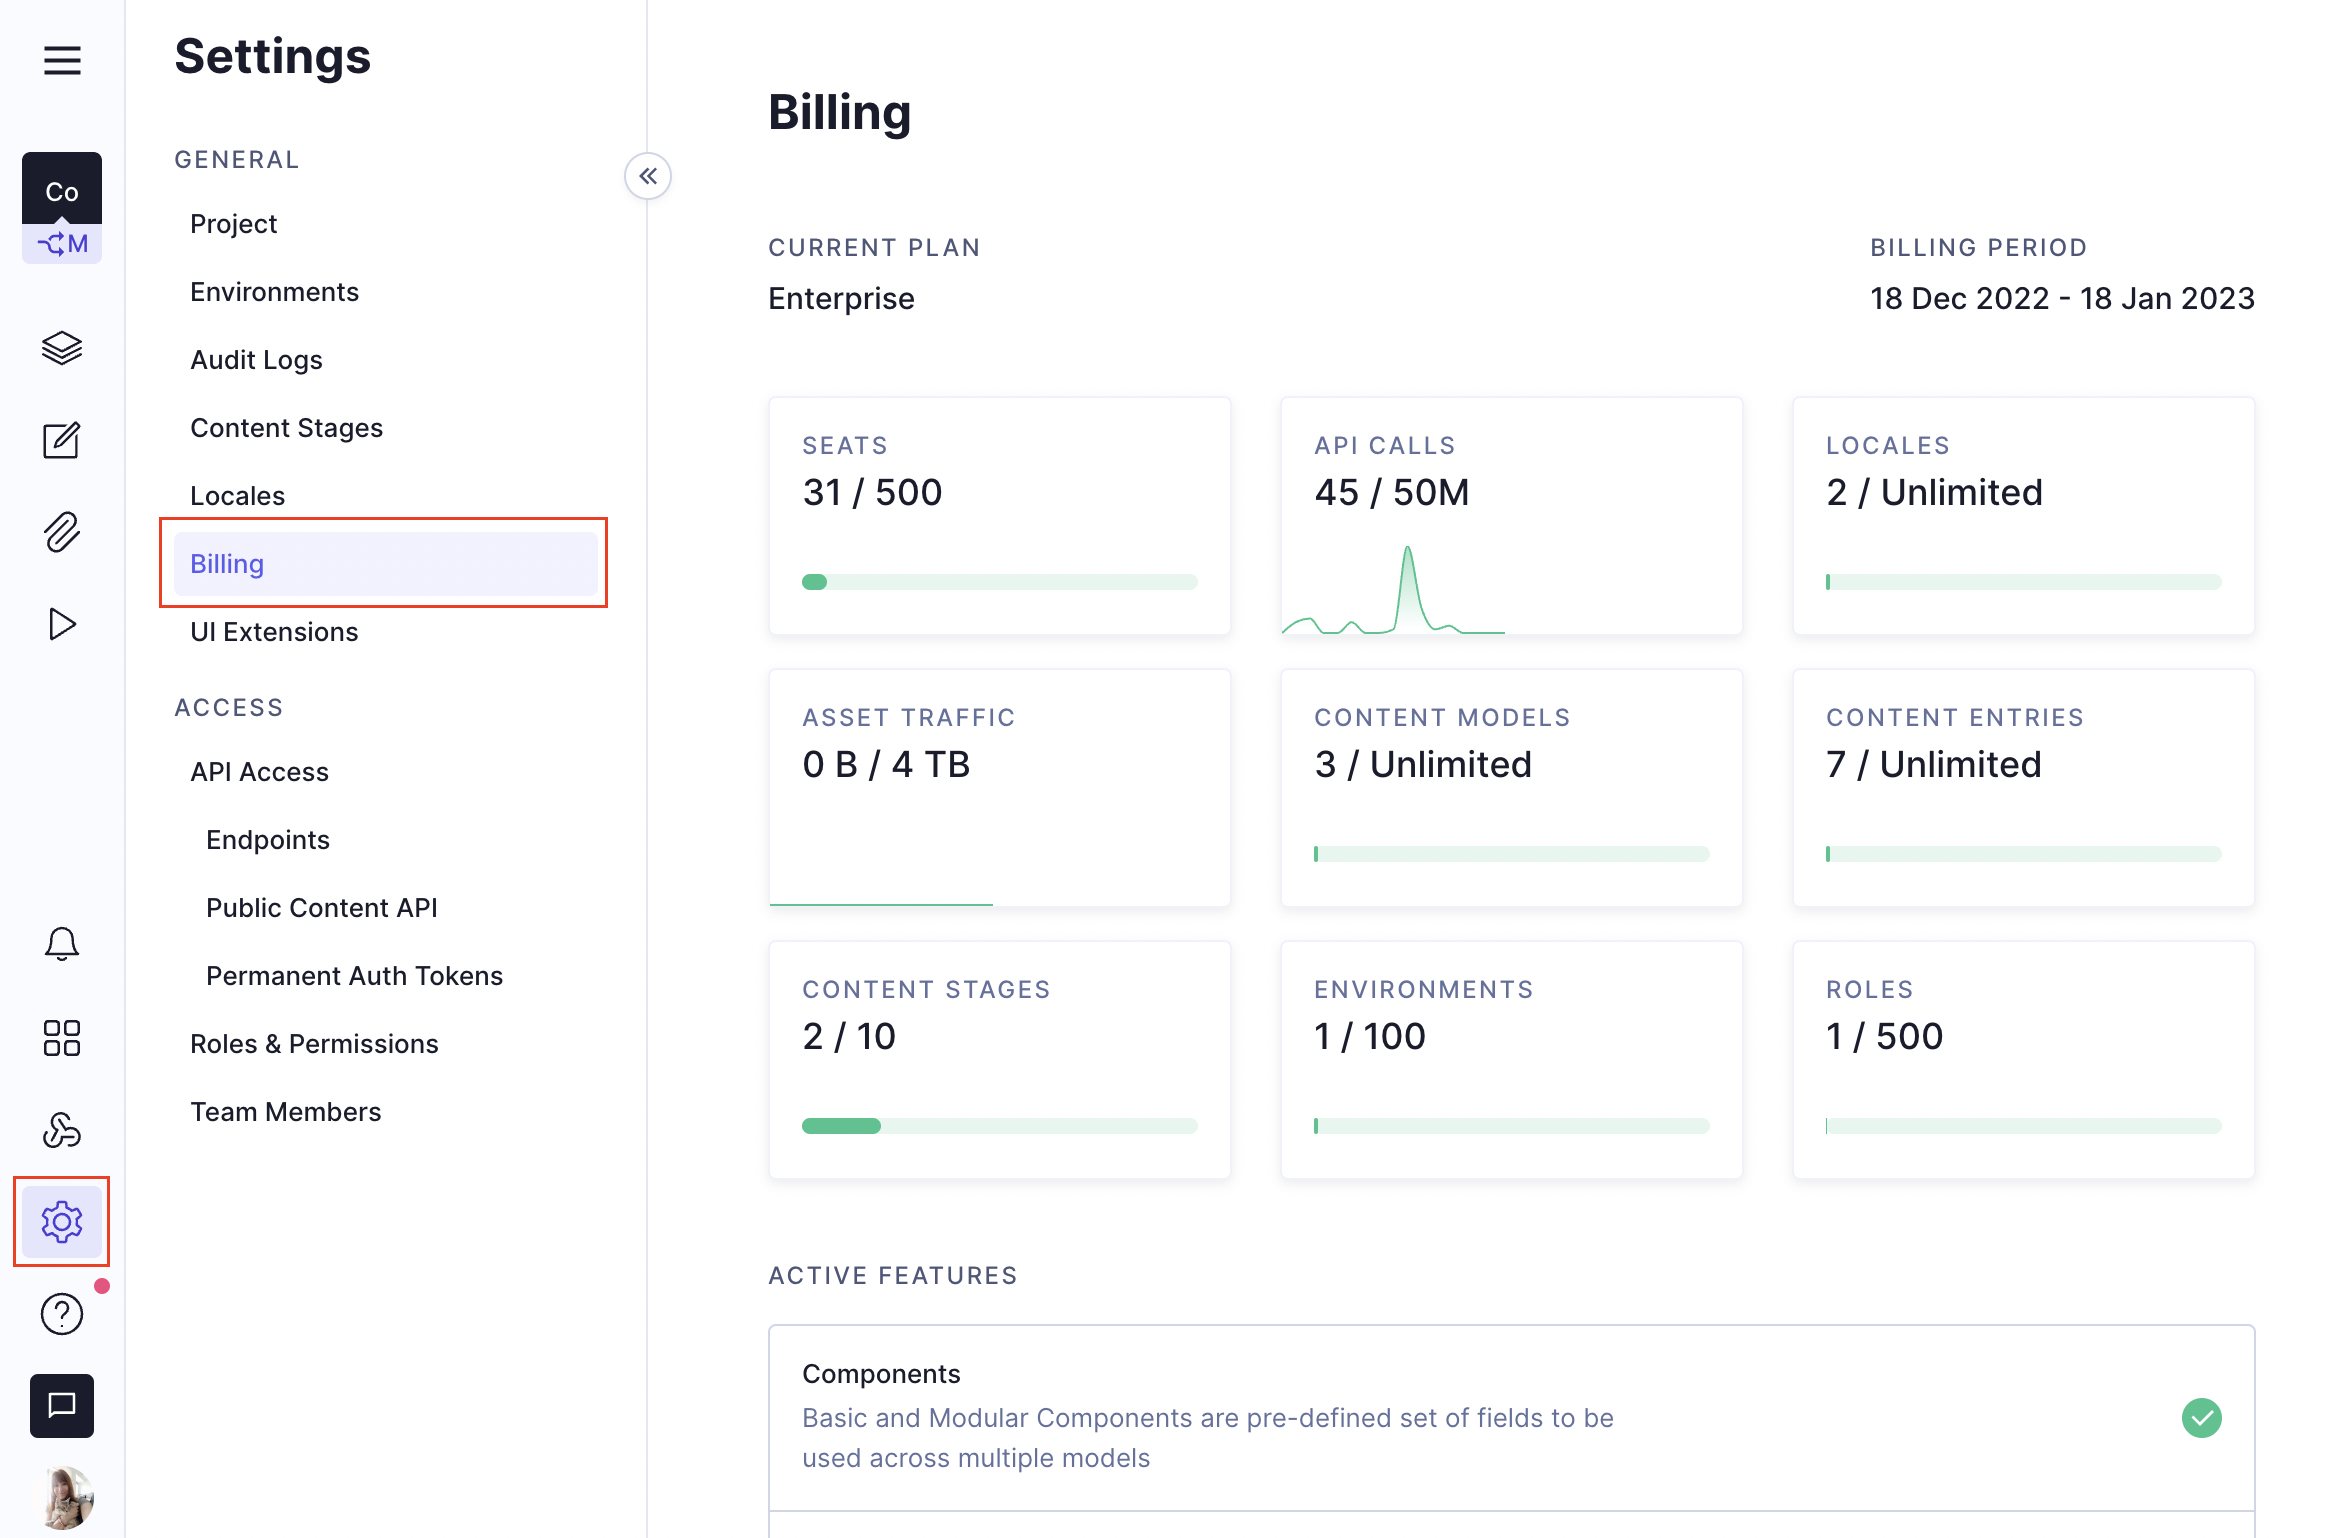 Co
M
Settings
GENERAL
Project
Environments
Audit Logs
Content Stages
Locales
Billing
UI Extensions
ACCESS
API Access
Endpoints
Public Content API
Permanent Auth Tokens
Roles & Permissions
Team Members
Billing
CURRENT PLAN
Enterprise
BILLING PERIOD
18 Dec 2022 - 18 Jan 2023
SEATS
31 / 500
API CALLS
45 / 50M
LOCALES
2 / Unlimited
ASSET TRAFFIC
0 B / 4 TB
CONTENT MODELS
3 / Unlimited
CONTENT ENTRIES
7 / Unlimited
CONTENT STAGES
2 / 10
ENVIRONMENTS
1 / 100
ROLES
1 / 500
ACTIVE FEATURES
Components
Basic and Modular Components are pre-defined set of fields to be
used across multiple models